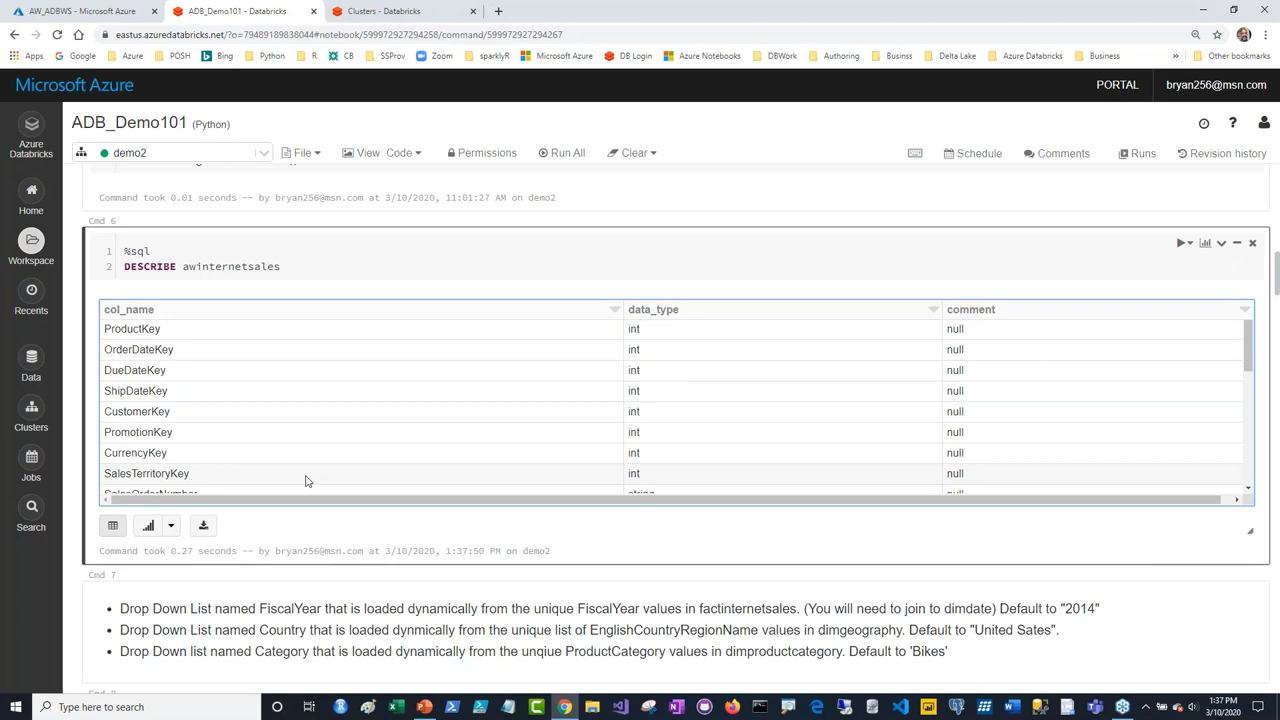 AW_ADBWS - Microsoft Azure
ADB_Demo101 - Databricks
Clusters - Databricks
eastus.azuredatabricks.net/?o=79489189838044#notebook/599972927294258/command/599972927294267
Apps Google Azure POSH Bing Python R CB SSProv Zoom sparklyR Microsoft Azure DB Login Azure Notebooks DBWork Authoring Businss Delta Lake Azure Databricks Business » Other bookmarks
Microsoft Azure
PORTAL bryan256@msn.com
Azure Databricks
Home
Workspace
Recents
Data
Clusters
Jobs
Search
ADB_Demo101 (Python)
demo2 File View: Code Permissions Run All Clear Schedule Comments Runs Revision history
Command took 0.01 seconds -- by bryan256@msn.com at 3/10/2020, 11:01:27 AM on demo2
Cmd 6
1 %sql
2 DESCRIBE awinternetsales
col_name data_type comment
ProductKey int null
OrderDateKey int null
DueDateKey int null
ShipDateKey int null
CustomerKey int null
PromotionKey int null
CurrencyKey int null
SalesTerritoryKey int null
SalesOrderNumber string null
Command took 0.27 seconds -- by bryan256@msn.com at 3/10/2020, 1:37:50 PM on demo2
Cmd 7
• Drop Down List named FiscalYear that is loaded dynamically from the unique FiscalYear values in factinternetsales. (You will need to join to dimdate) Default to "2014"
• Drop Down List named Country that is loaded dynmically from the unique list of EnglishCountryRegionName values in dimgeography. Default to "United Sates".
• Drop Down list named Category that is loaded dynamically from the unqiue ProductCategory values in dimproductcategory. Default to 'Bikes'
Cmd 8
Type here to search
1:37 PM
3/10/2020